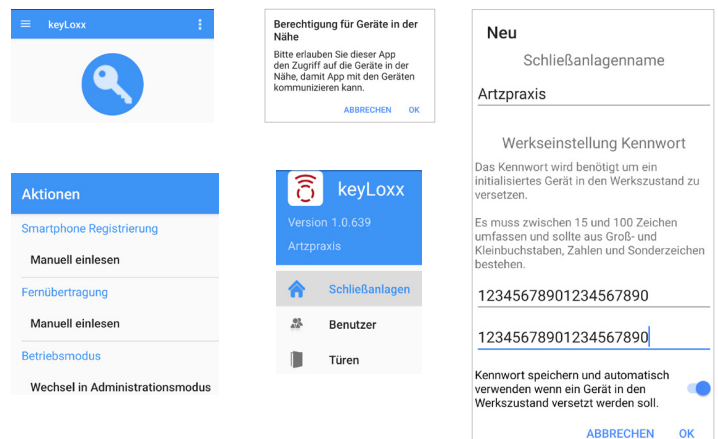 keyLoxx
Berechtigung für Geräte in der
Nähe
Bitte erlauben Sie dieser App
den Zugriff auf die Geräte in der
Nähe, damit App mit den Geräten
kommunizieren kann.
ABBRECHEN OK
Aktionen
Smartphone Registrierung
Manuell einlesen
Fernübertragung
Manuell einlesen
Betriebsmodus
Wechsel in Administrationsmodus
keyLoxx
Version 1.0.639
Artzpraxis
Schließanlagen
Benutzer
Türen
Neu
Schließanlagenname
Artzpraxis
Werkseinstellung Kennwort
Das Kennwort wird benötigt um ein
initialisiertes Gerät in den Werkszustand zu
versetzen.
Es muss zwischen 15 und 100 Zeichen
umfassen und sollte aus Groß- und
Kleinbuchstaben, Zahlen und Sonderzeichen
bestehen.
12345678901234567890
12345678901234567890
Kennwort speichern und automatisch
verwenden wenn ein Gerät in den
Werkszustand versetzt werden soll.
ABBRECHEN OK